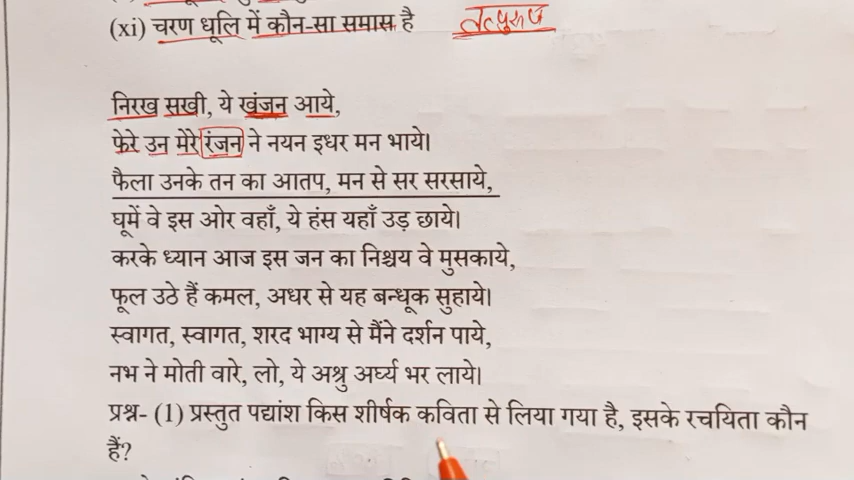 (xi) चरण धूलि में कौन-सा समास है तत्पुरुष
निरख सखी, ये खंजन आये,
फेरे उन मेरे रंजन ने नयन इधर मन भाये।
फैला उनके तन का आतप, मन से सर सरसाये,
घूमें वे इस ओर वहाँ, ये हंस यहाँ उड़ छाये।
करके ध्यान आज इस जन का निश्चय वे मुसकाये,
फूल उठे हैं कमल, अधर से यह बन्धूक सुहाये।
स्वागत, स्वागत, शरद भाग्य से मैंने दर्शन पाये,
नभ ने मोती वारे, लो, ये अश्रु अर्घ्य भर लाये।
प्रश्न- (1) प्रस्तुत पद्यांश किस शीर्षक कविता से लिया गया है, इसके रचयिता कौन
हैं?